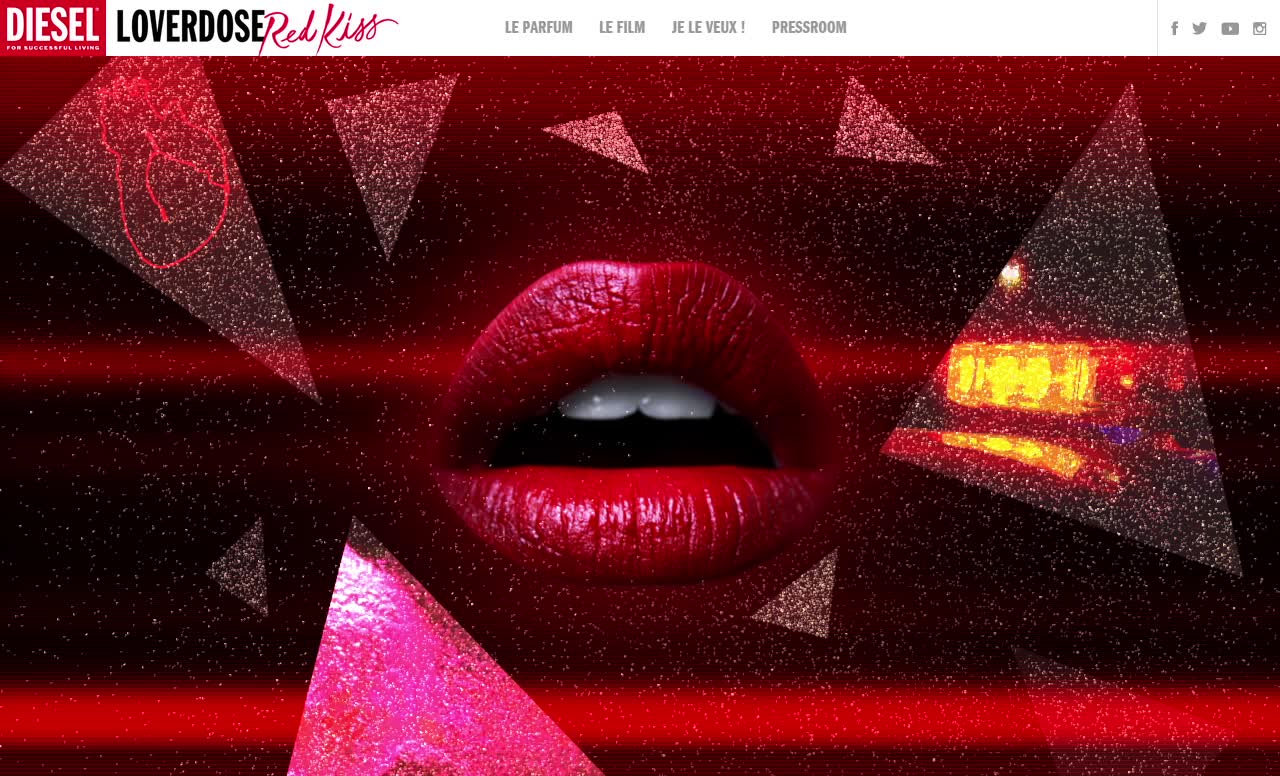 DIESEL
FOR SUCCESSFUL LIVING
LOVERDOSE Red Kiss
LE PARFUM LE FILM JE LE VEUX ! PRESSROOM